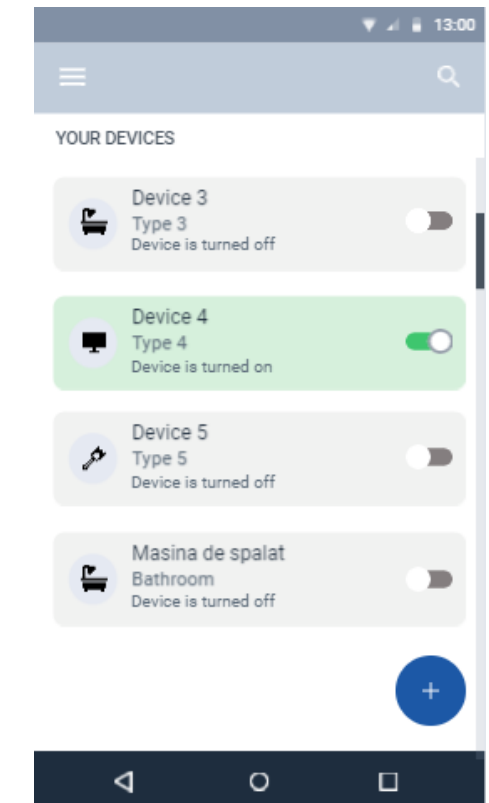 13:00
YOUR DEVICES
Device 3
Type 3
Device is turned off
Device 4
Type 4
Device is turned on
Device 5
Type 5
Device is turned off
Masina de spalat
Bathroom
Device is turned off
+